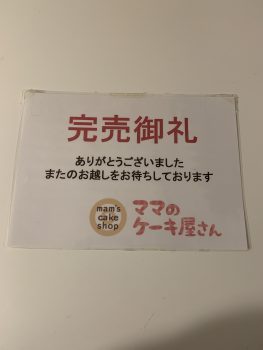 完売御礼
ありがとうございました
またのお越しをお待ちしております
mam's
cake
shop
ママの
ケーキ屋さん